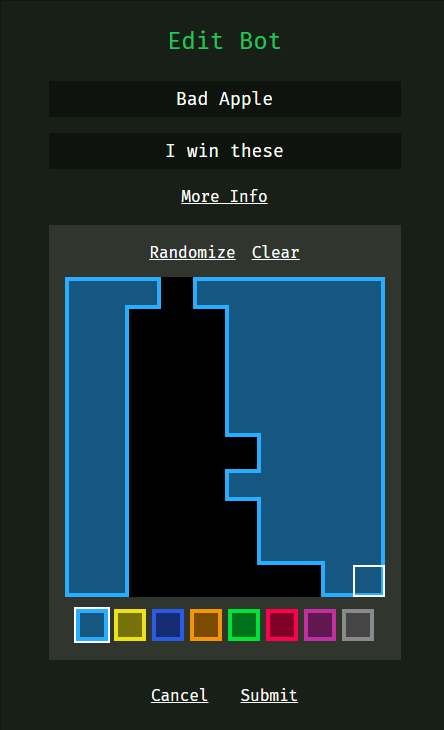 Edit Bot
Bad Apple
I win these
More Info
Randomize Clear
Cancel Submit